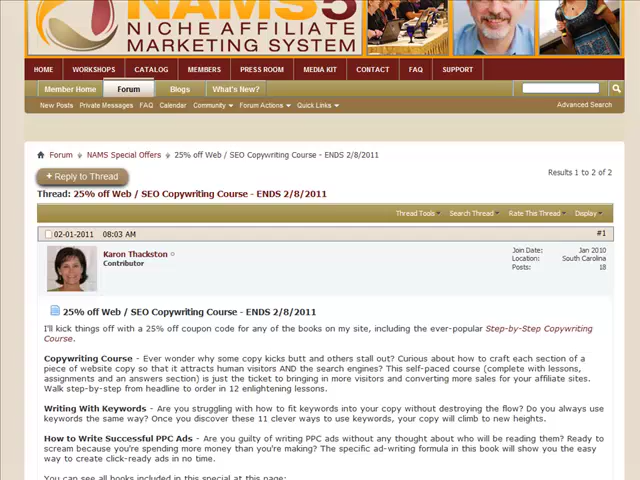 NAMS5
NICHE AFFILIATE
MARKETING SYSTEM
HOME WORKSHOPS CATALOG MEMBERS PRESS ROOM MEDIA KIT CONTACT FAQ SUPPORT
Member Home Forum Blogs What's New?
New Posts Private Messages FAQ Calendar Community Forum Actions Quick Links Advanced Search
Forum NAMS Special Offers 25% off Web / SEO Copywriting Course - ENDS 2/8/2011
+ Reply to Thread
Results 1 to 2 of 2
Thread: 25% off Web / SEO Copywriting Course - ENDS 2/8/2011
Thread Tools Search Thread Rate This Thread Display
02-01-2011 08:03 AM #1
Karon Thackston
Contributor
Join Date: Jan 2010
Location: South Carolina
Posts: 18
25% off Web / SEO Copywriting Course - ENDS 2/8/2011
I'll kick things off with a 25% off coupon code for any of the books on my site, including the ever-popular Step-by-Step Copywriting
Course.
Copywriting Course - Ever wonder why some copy kicks butt and others stall out? Curious about how to craft each section of a
piece of website copy so that it attracts human visitors AND the search engines? This self-paced course (complete with lessons,
assignments and an answers section) is just the ticket to bringing in more visitors and converting more sales for your affiliate sites.
Walk step-by-step from headline to order in 12 enlightening lessons.
Writing With Keywords - Are you struggling with how to fit keywords into your copy without destroying the flow? Do you always use
keywords the same way? Once you discover these 11 clever ways to use keywords, your copy will climb to new heights.
How to Write Successful PPC Ads - Are you guilty of writing PPC ads without any thought about who will be reading them? Ready to
scream because you're spending more money than you're making? The specific ad-writing formula in this book will show you the easy
way to create click-ready ads in no time.
You can see all books included in this special at this page: